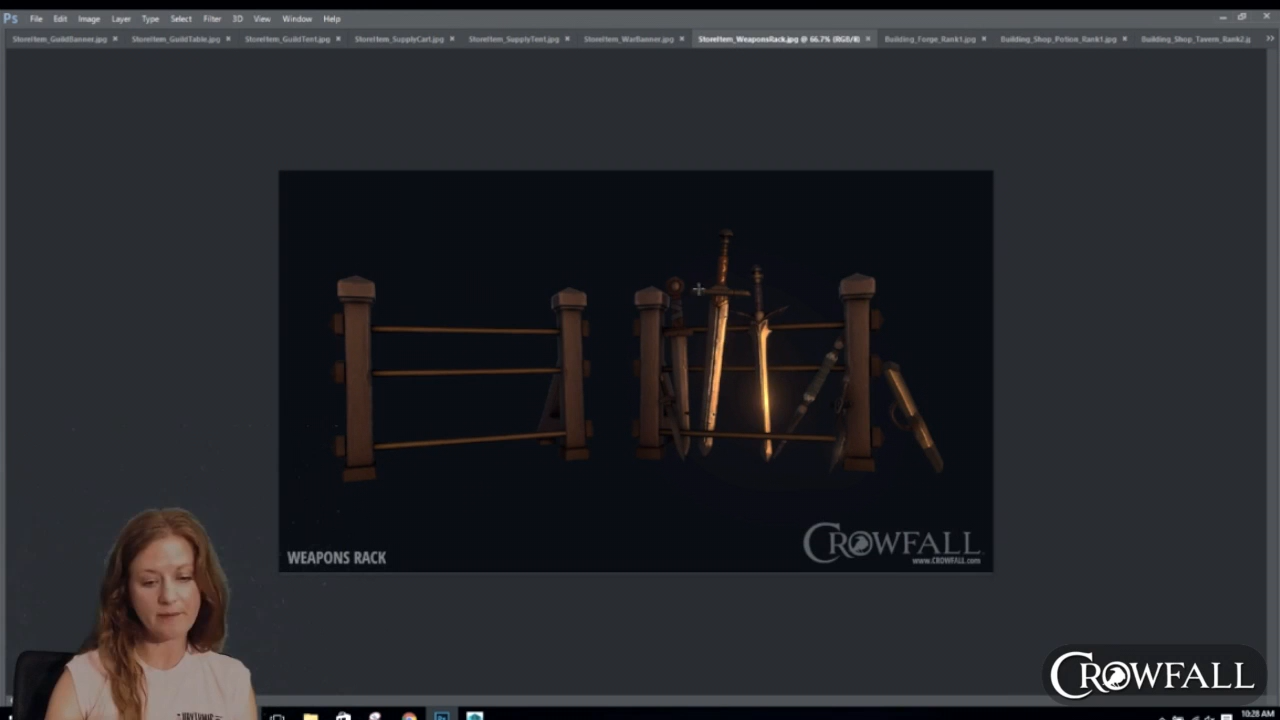 Ps File Edit Image Layer Type Select Filter 3D View Window Help
StoreItem_GuildBanner.jpg × StoreItem_GuildTable.jpg × StoreItem_GuildTent.jpg × StoreItem_SupplyCart.jpg × StoreItem_SupplyTent.jpg × StoreItem_WarBanner.jpg × StoreItem_WeaponsRack.jpg @ 66.7% (RGB/8) × Building_Forge_Rank1.jpg × Building_Shop_Potion_Rank1.jpg × Building_Shop_Tavern_Rank2.jp
CROWFALL
www.CROWFALL.com
WEAPONS RACK
CROWFALL
10:28 AM